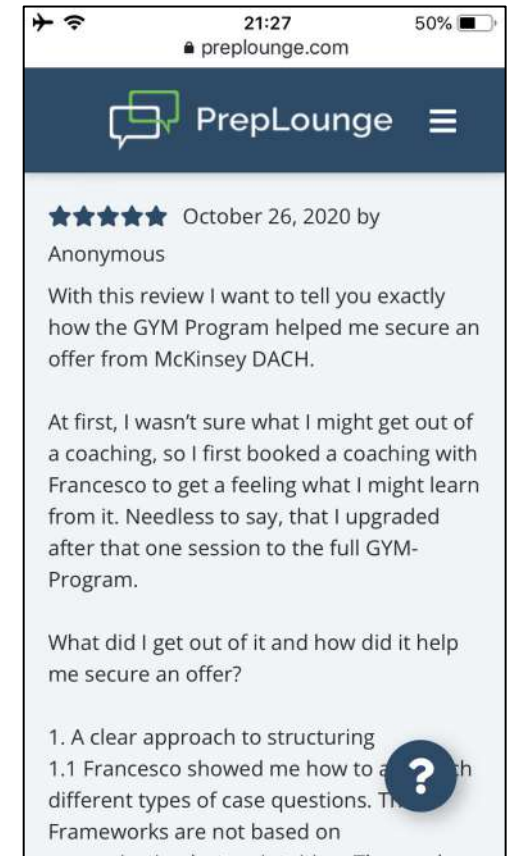 21:27
50%
preplounge.com
PrepLounge
October 26, 2020 by
Anonymous
With this review I want to tell you exactly
how the GYM Program helped me secure an
offer from McKinsey DACH.
At first, I wasn't sure what I might get out of
a coaching, so I first booked a coaching with
Francesco to get a feeling what I might learn
from it. Needless to say, that I upgraded
after that one session to the full GYM-
Program.
What did I get out of it and how did it help
me secure an offer?
1. A clear approach to structuring
1.1 Francesco showed me how to
?
different types of case questions.
Frameworks are not based on